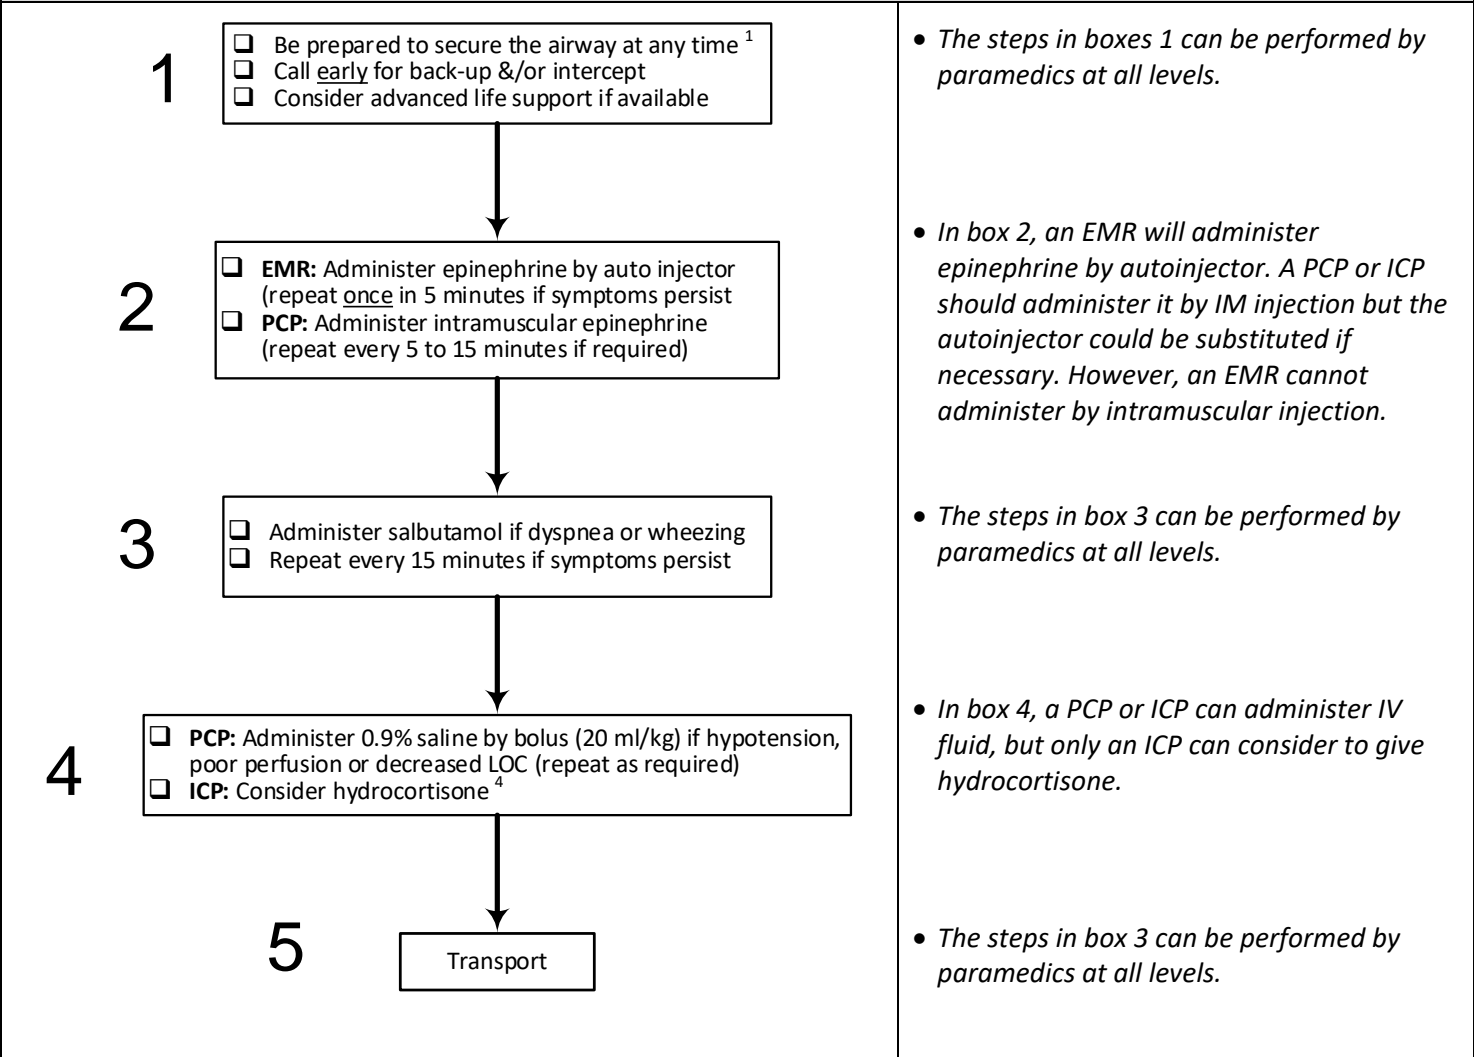 1
❑ Be prepared to secure the airway at any time 1
❑ Call early for back-up &/or intercept
❑ Consider advanced life support if available
• The steps in boxes 1 can be performed by
paramedics at all levels.
2
❑ EMR: Administer epinephrine by auto injector
(repeat once in 5 minutes if symptoms persist
❑ PCP: Administer intramuscular epinephrine
(repeat every 5 to 15 minutes if required)
• In box 2, an EMR will administer
epinephrine by autoinjector. A PCP or ICP
should administer it by IM injection but the
autoinjector could be substituted if
necessary. However, an EMR cannot
administer by intramuscular injection.
3
❑ Administer salbutamol if dyspnea or wheezing
❑ Repeat every 15 minutes if symptoms persist
• The steps in box 3 can be performed by
paramedics at all levels.
4
❑ PCP: Administer 0.9% saline by bolus (20 ml/kg) if hypotension,
poor perfusion or decreased LOC (repeat as required)
❑ ICP: Consider hydrocortisone 4
• In box 4, a PCP or ICP can administer IV
fluid, but only an ICP can consider to give
hydrocortisone.
5
Transport
• The steps in box 3 can be performed by
paramedics at all levels.